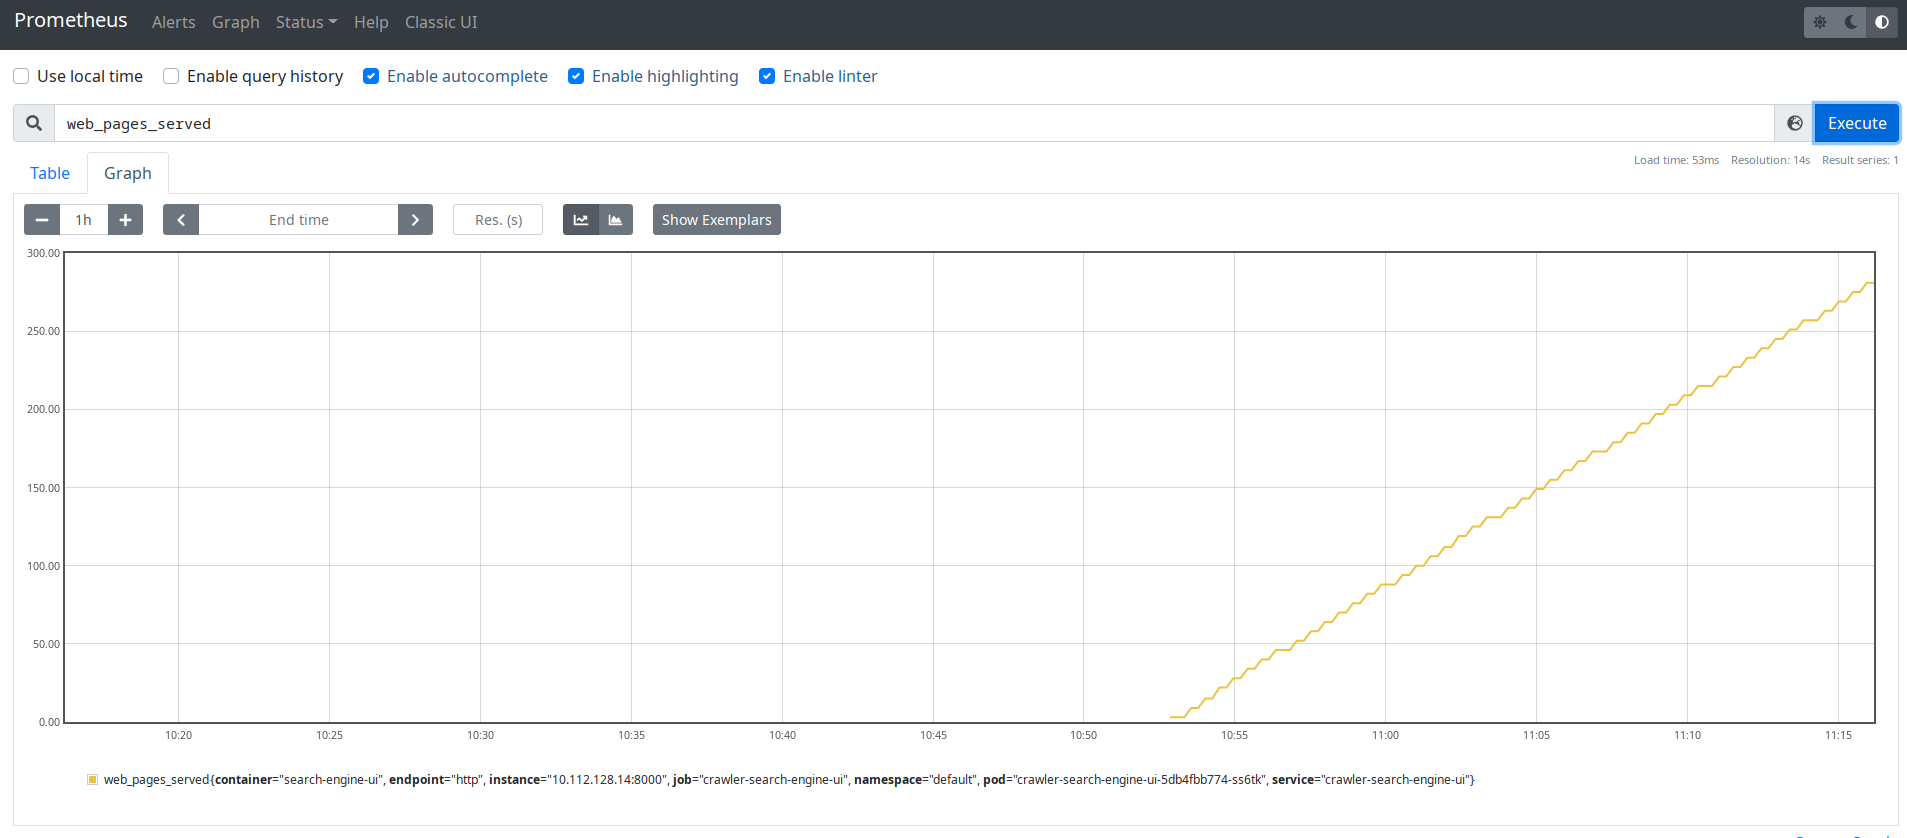 Prometheus Alerts Graph Status Help Classic UI
Use local time Enable query history Enable autocomplete Enable highlighting Enable linter
web_pages_served Execute
Load time: 53ms Resolution: 14s Result series: 1
Table Graph
1h End time Res. (s) Show Exemplars
300.00
250.00
200.00
150.00
100.00
50.00
0.00
10:20 10:25 10:30 10:35 10:40 10:45 10:50 10:55 11:00 11:05 11:10 11:15
web_pages_served{container="search-engine-ui", endpoint="http", instance="10.112.128.14:8000", job="crawler-search-engine-ui", namespace="default", pod="crawler-search-engine-ui-5db4fbb774-ss6tk", service="crawler-search-engine-ui"}